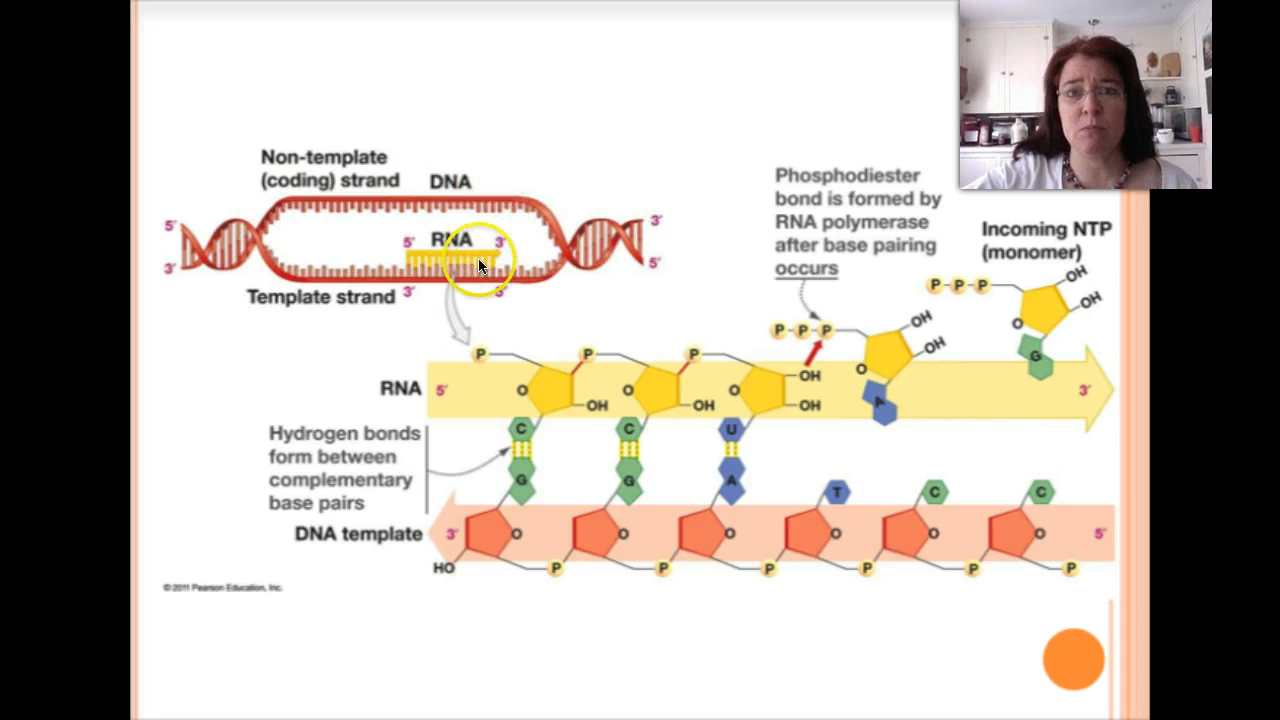 Non-template
(coding) strand
DNA
5′
3′
3′
5′
5′
RNA
3′
Template strand
3′
5′
Phosphodiester
bond is formed by
RNA polymerase
after base pairing
occurs
Incoming NTP
(monomer)
P P P
OH
OH
O
G
P P P
OH
OH
O
A
P
P
P
RNA
5′
O
OH
O
OH
O
OH
OH
3′
C
C
U
Hydrogen bonds
form between
complementary
base pairs
G
G
A
T
C
C
DNA template
3′
O
O
O
O
O
O
5′
HO
P
P
P
P
P
P
© 2011 Pearson Education, Inc.